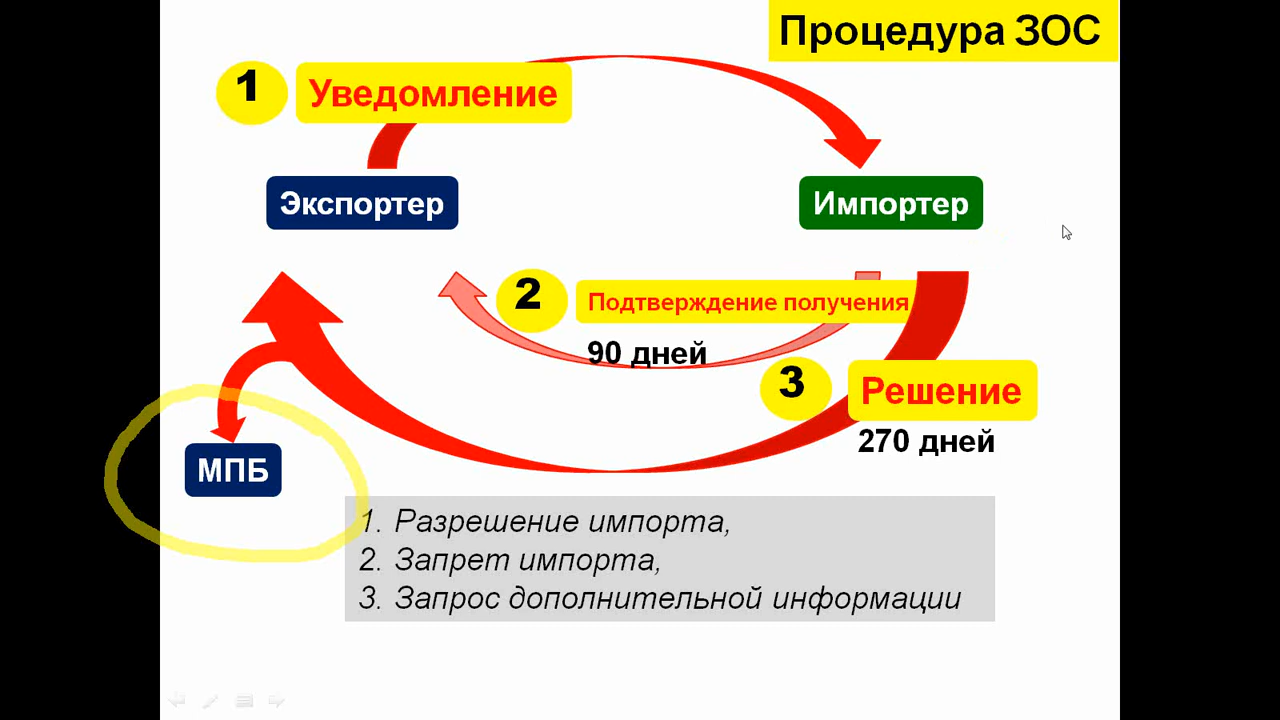 Процедура ЗОС
1 Уведомление
Экспортер
Импортер
2 Подтверждение получения
90 дней
3 Решение
270 дней
МПБ
1. Разрешение импорта,
2. Запрет импорта,
3. Запрос дополнительной информации